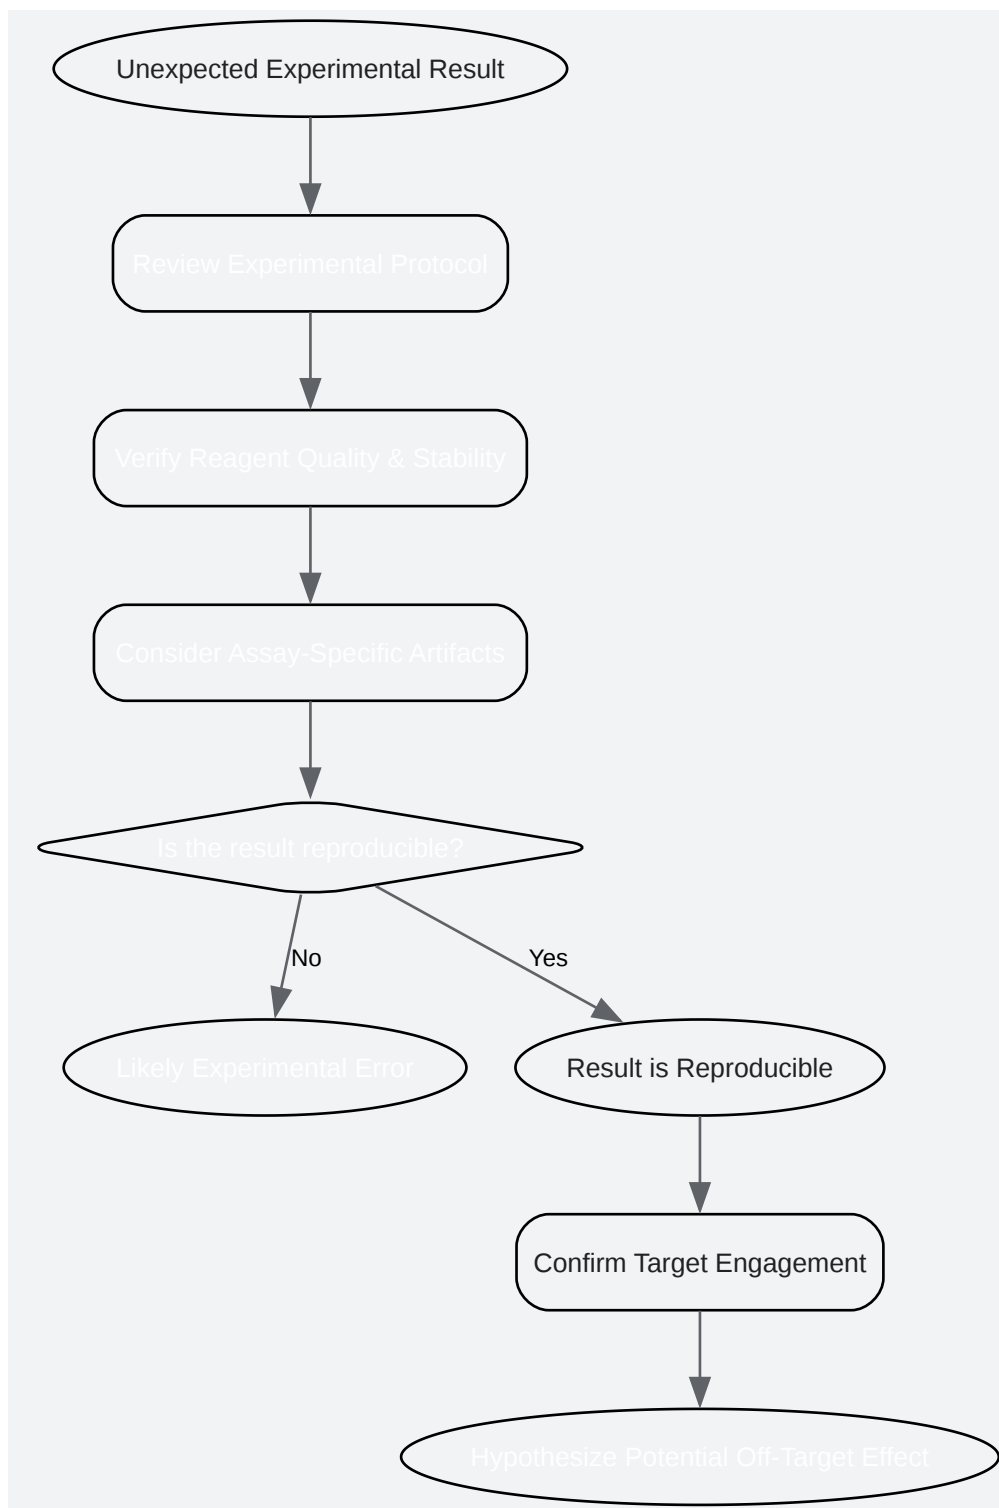 Unexpected Experimental Result
Review Experimental Protocol
Verify Reagent Quality & Stability
Consider Assay-Specific Artifacts
Is the result reproducible?
No
Yes
Likely Experimental Error
Result is Reproducible
Confirm Target Engagement
Hypothesize Potential Off-Target Effect